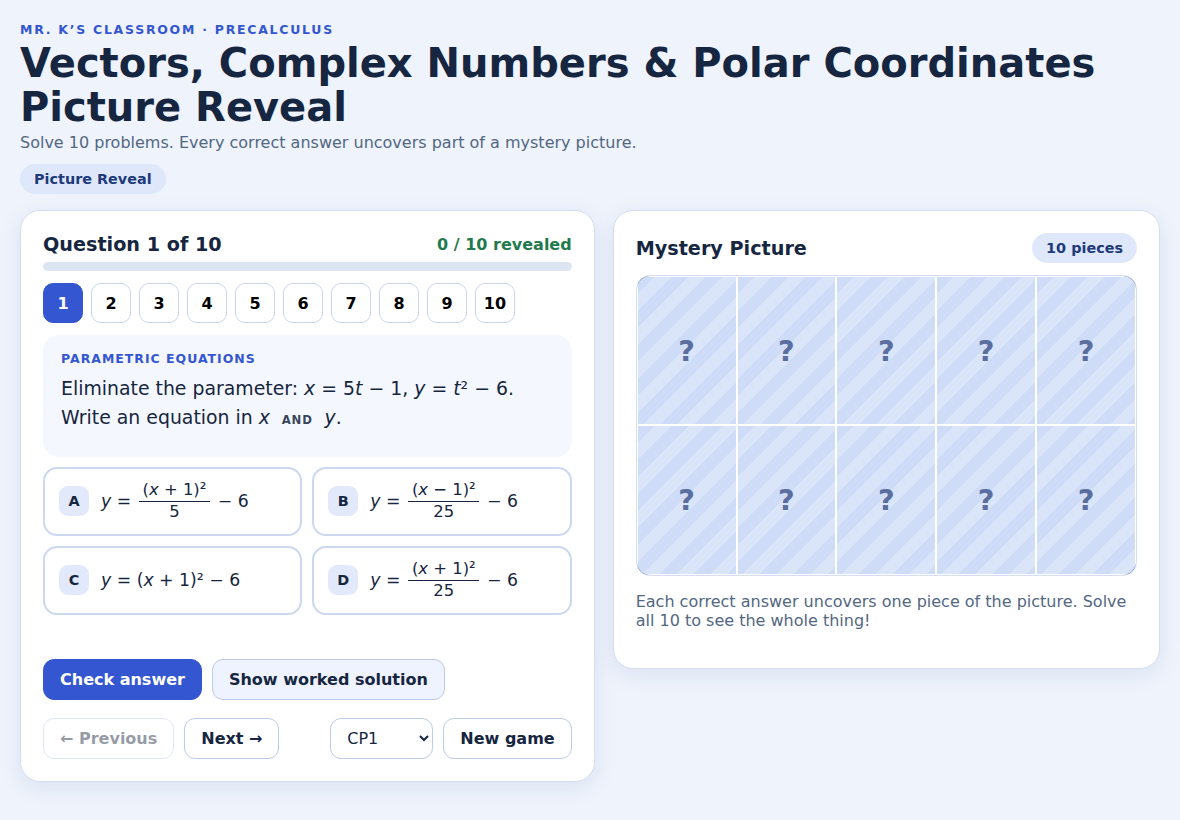 MR. K’S CLASSROOM · PRECALCULUS
Vectors, Complex Numbers & Polar Coordinates
Picture Reveal
Solve 10 problems. Every correct answer uncovers part of a mystery picture.
Picture Reveal
Question 1 of 10
0 / 10 revealed
1 2 3 4 5 6 7 8 9 10
PARAMETRIC EQUATIONS
Eliminate the parameter: x = 5t − 1, y = t² − 6.
Write an equation in x AND y.
A y = (x + 1)²/5 − 6
B y = (x − 1)²/25 − 6
C y = (x + 1)² − 6
D y = (x + 1)²/25 − 6
Check answer
Show worked solution
← Previous
Next →
CP1
New game
Mystery Picture
10 pieces
? ? ? ? ?
? ? ? ? ?
Each correct answer uncovers one piece of the picture. Solve
all 10 to see the whole thing!